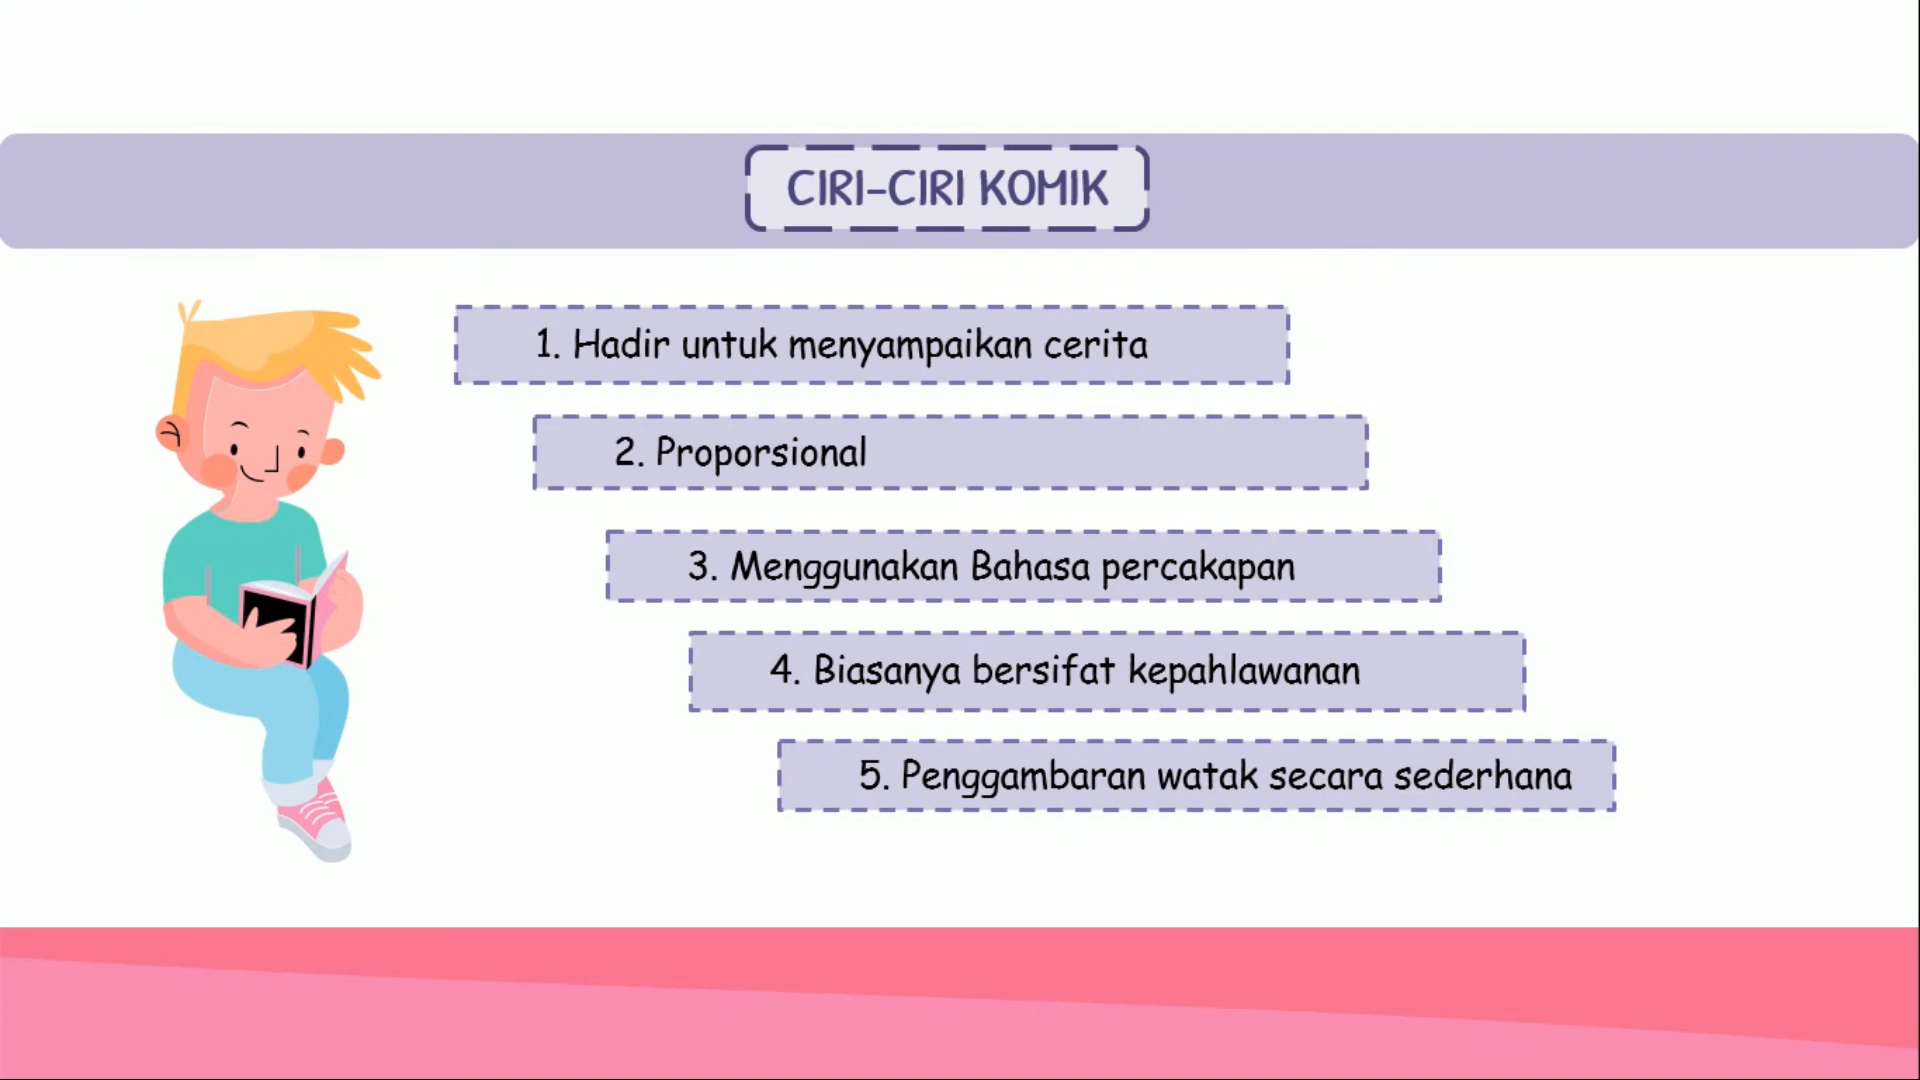 CIRI-CIRI KOMIK
1. Hadir untuk menyampaikan cerita
2. Proporsional
3. Menggunakan Bahasa percakapan
4. Biasanya bersifat kepahlawanan
5. Penggambaran watak secara sederhana